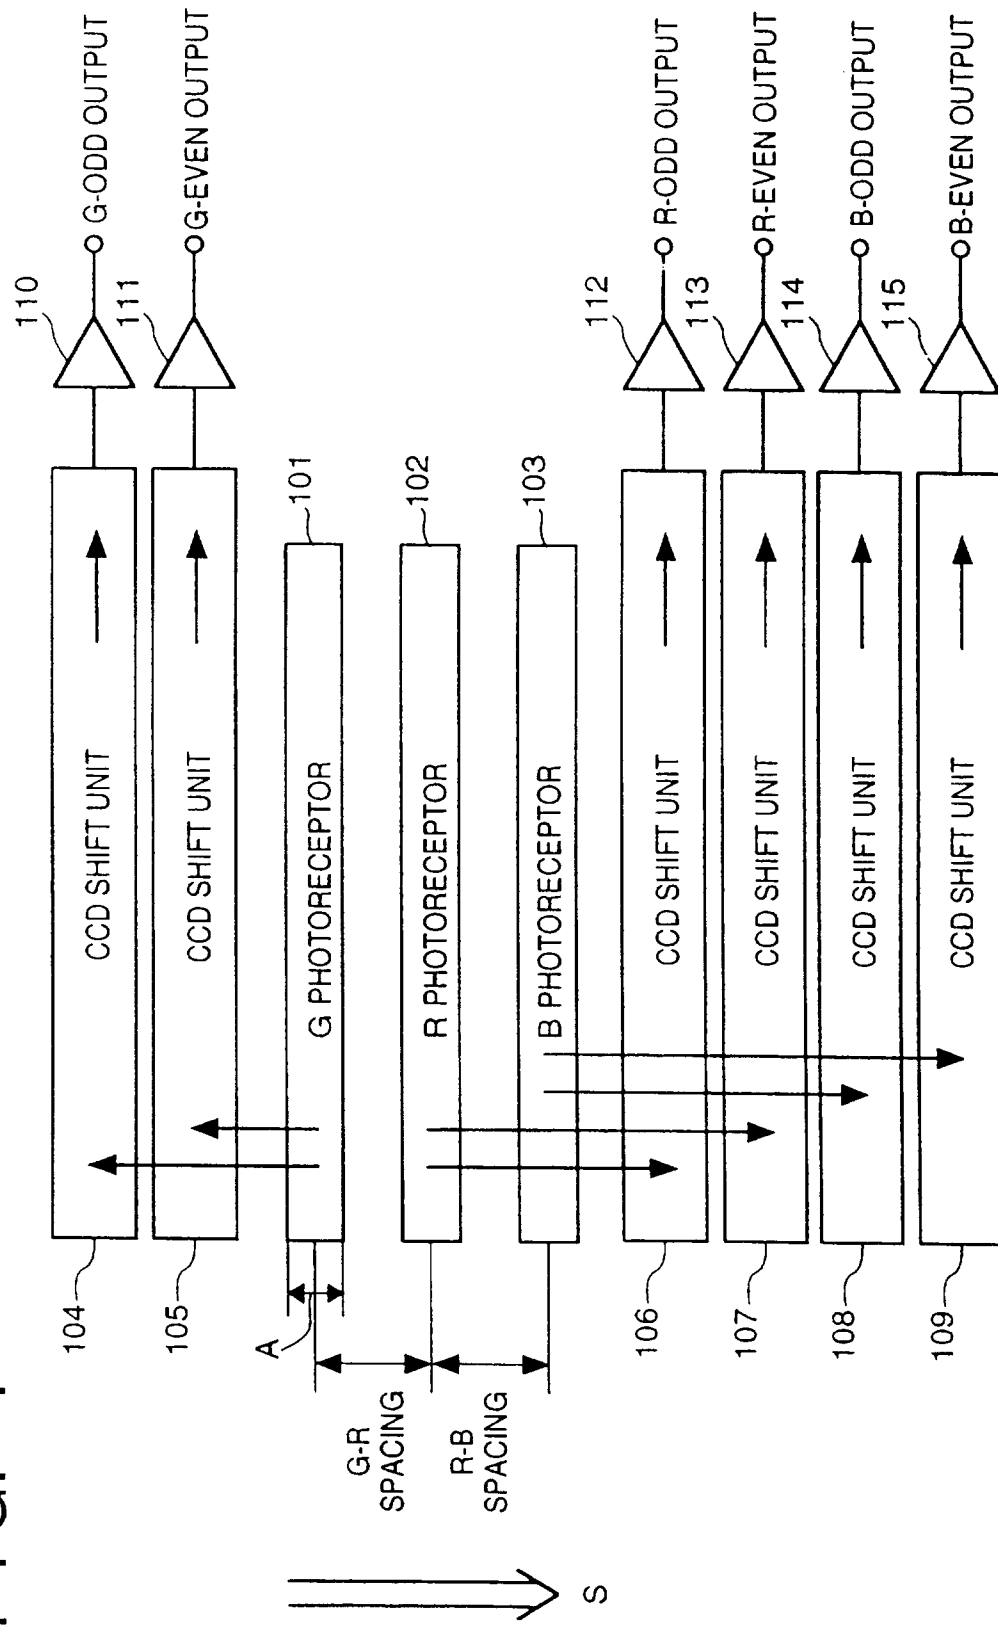 104
CCD SHIFT UNIT
110
G-ODD OUTPUT
105
CCD SHIFT UNIT
111
G-EVEN OUTPUT
A
G PHOTORECEPTOR
101
G-R
SPACING
R PHOTORECEPTOR
102
R-B
SPACING
B PHOTORECEPTOR
103
S
106
CCD SHIFT UNIT
112
R-ODD OUTPUT
107
CCD SHIFT UNIT
113
R-EVEN OUTPUT
108
CCD SHIFT UNIT
114
B-ODD OUTPUT
109
CCD SHIFT UNIT
115
B-EVEN OUTPUT